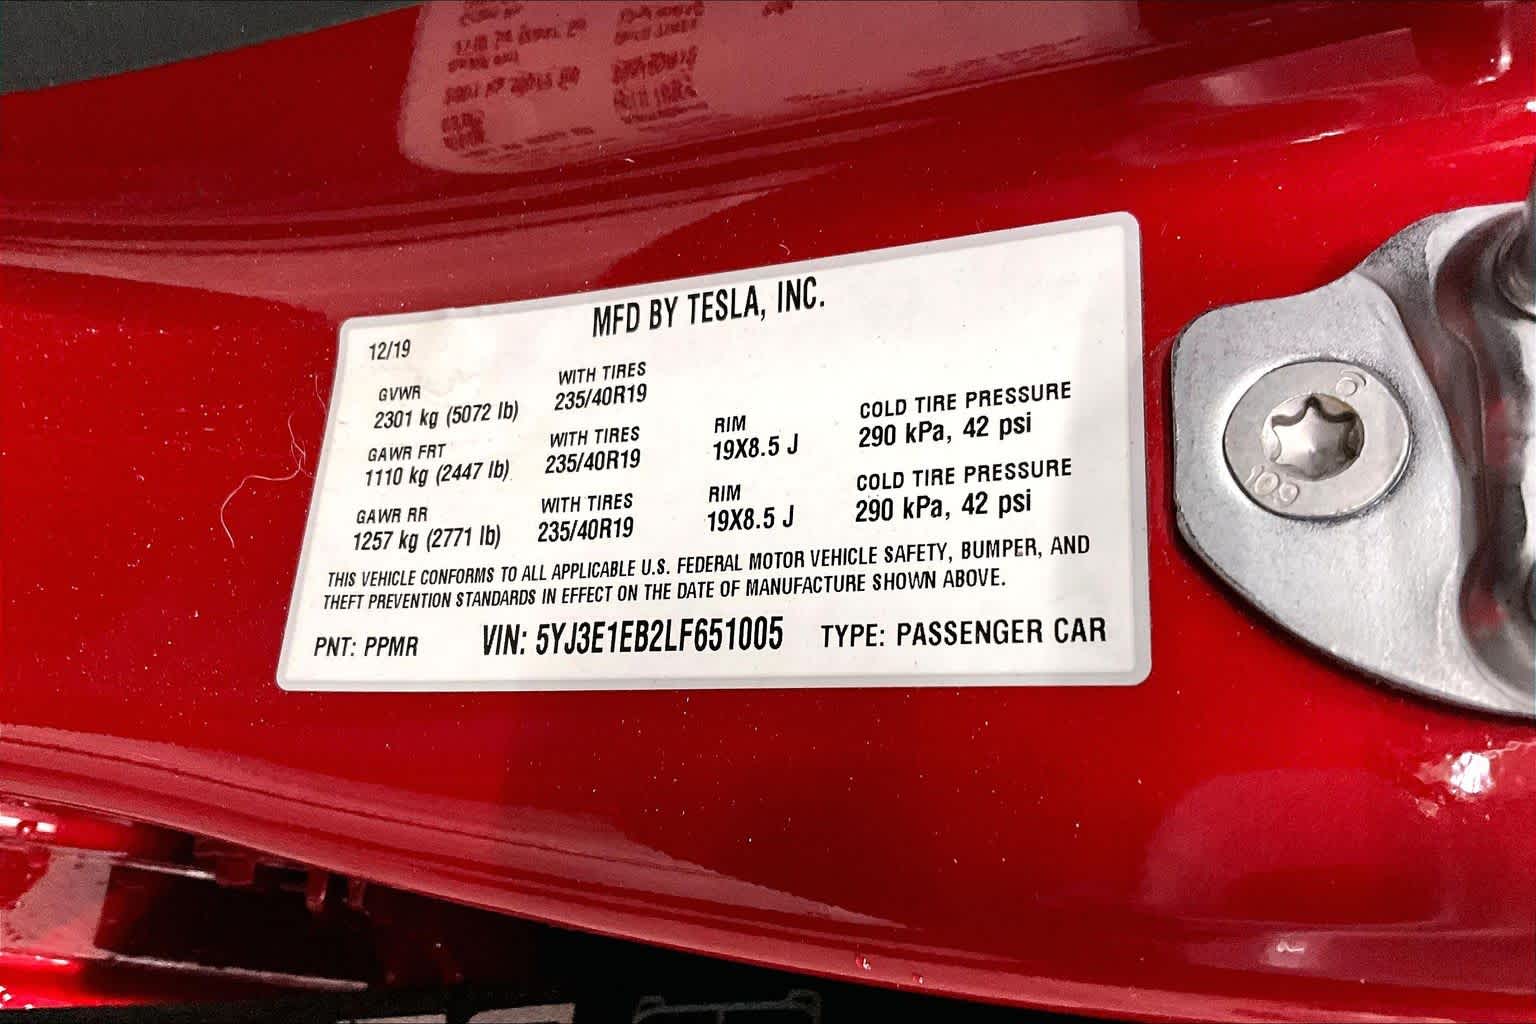 MFD BY TESLA, INC.
12/19
GVWR WITH TIRES
2301 kg (5072 lb) 235/40R19
GAWR FRT WITH TIRES RIM COLD TIRE PRESSURE
1110 kg (2447 lb) 235/40R19 19X8.5 J 290 kPa, 42 psi
GAWR RR WITH TIRES RIM COLD TIRE PRESSURE
1257 kg (2771 lb) 235/40R19 19X8.5 J 290 kPa, 42 psi
THIS VEHICLE CONFORMS TO ALL APPLICABLE U.S. FEDERAL MOTOR VEHICLE SAFETY, BUMPER, AND
THEFT PREVENTION STANDARDS IN EFFECT ON THE DATE OF MANUFACTURE SHOWN ABOVE.
PNT: PPMR VIN: 5YJ3E1EB2LF651005 TYPE: PASSENGER CAR